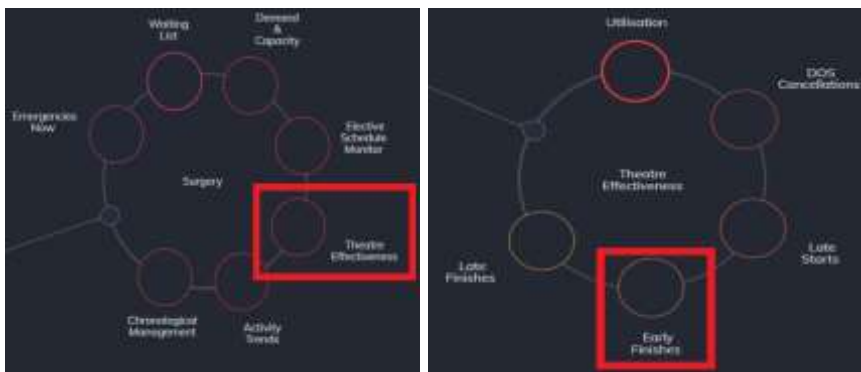 Waiting
List
Demand
&
Capacity
Emergencies
Now
Elective
Schedule
Monitor
Surgery
Theatre
Effectiveness
Chronological
Management
Activity
Trends
Utilisation
DOS
Cancellations
Theatre
Effectiveness
Late
Finishes
Late
Starts
Early
Finishes